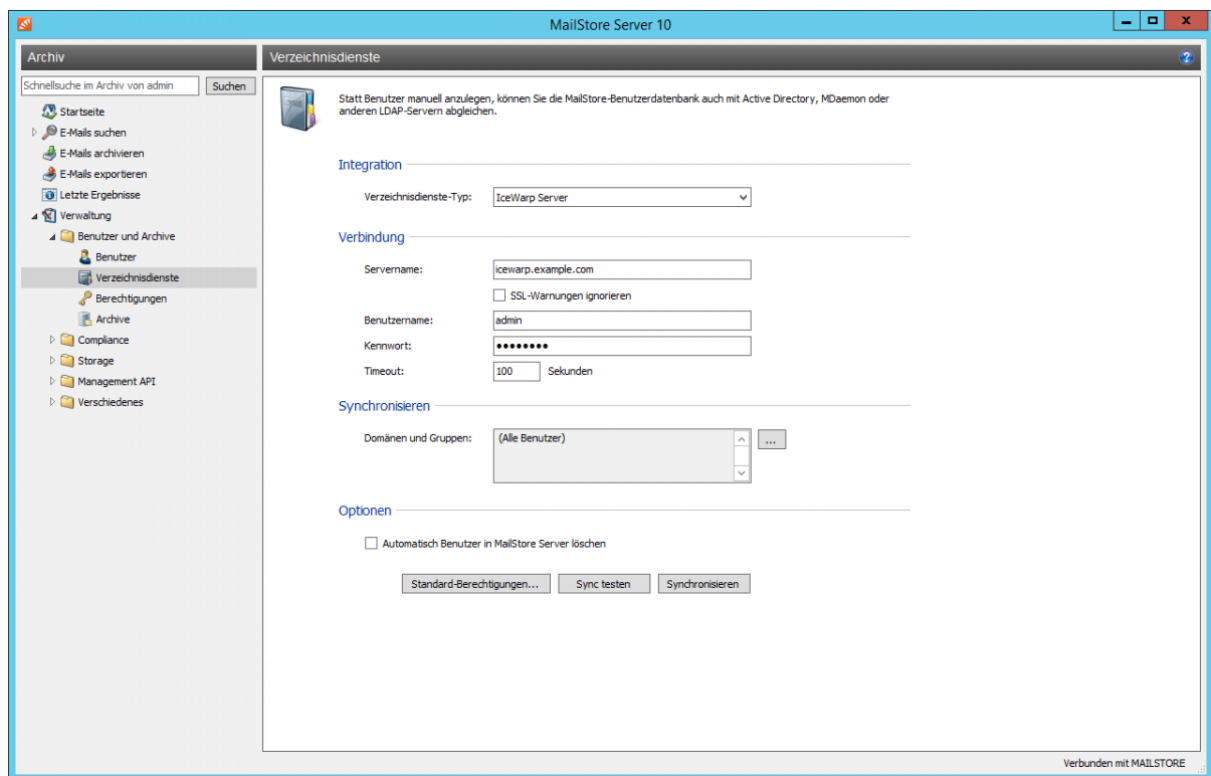 MailStore Server 10
Archiv
Schnellsuche im Archiv von admin
Suchen
Startseite
E-Mails suchen
E-Mails archivieren
E-Mails exportieren
Letzte Ergebnisse
Verwaltung
Benutzer und Archive
Benutzer
Verzeichnisdienste
Berechtigungen
Archive
Compliance
Storage
Management API
Verschiedenes
Verzeichnisdienste
Statt Benutzer manuell anzulegen, können Sie die MailStore-Benutzerdatenbank auch mit Active Directory, MDaemon oder
anderen LDAP-Servern abgleichen.
Integration
Verzeichnisdienste-Typ: IceWarp Server
Verbindung
Servername: icewarp.example.com
SSL-Warnungen ignorieren
Benutzername: admin
Kennwort: ••••••••
Timeout: 100 Sekunden
Synchronisieren
Domänen und Gruppen: (Alle Benutzer) ...
Optionen
Automatisch Benutzer in MailStore Server löschen
Standard-Berechtigungen... Sync testen Synchronisieren
Verbunden mit MAILSTORE